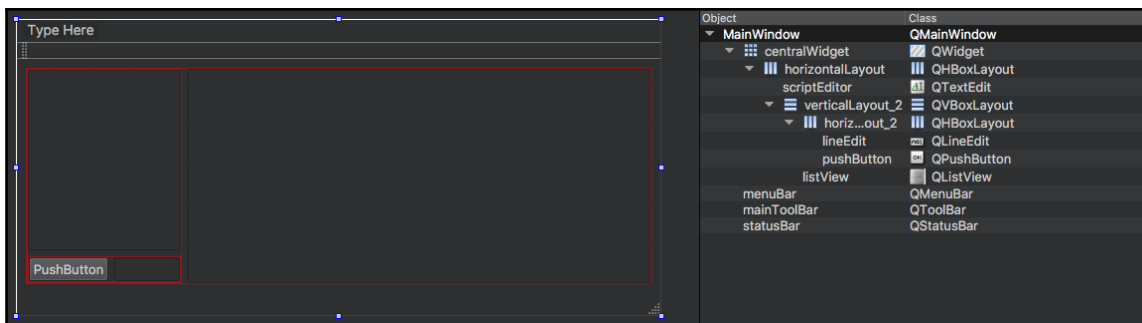 Type Here
PushButton
Object Class
MainWindow QMainWindow
centralWidget QWidget
horizontalLayout QHBoxLayout
scriptEditor QTextEdit
verticalLayout_2 QVBoxLayout
horiz...out_2 QHBoxLayout
lineEdit QLineEdit
pushButton QPushButton
listView QListView
menuBar QMenuBar
mainToolBar QToolBar
statusBar QStatusBar